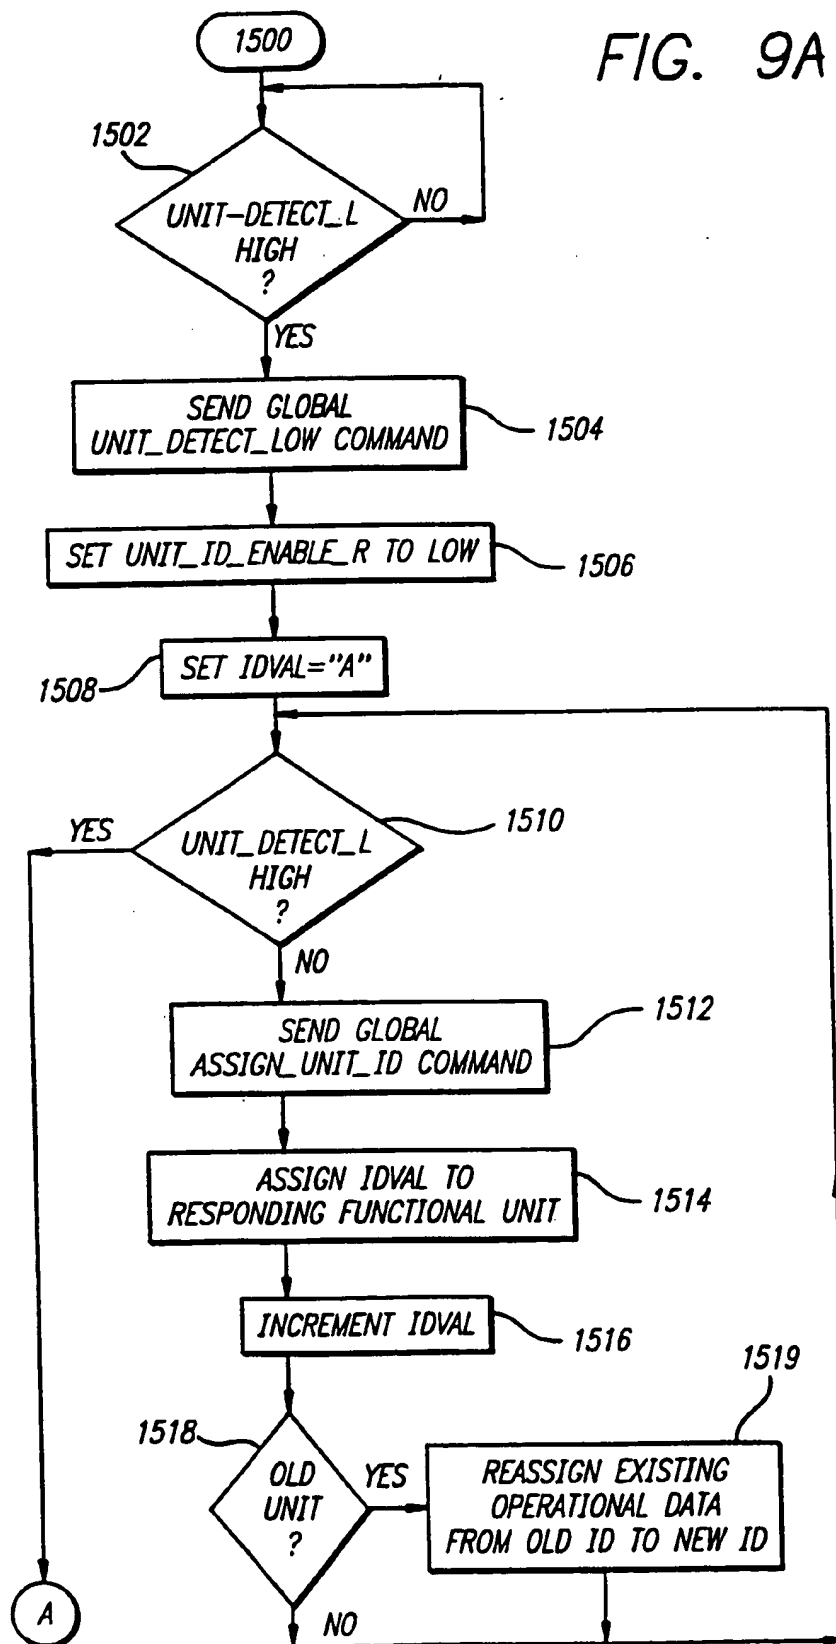 1500
FIG. 9A
1502
UNIT-DETECT_L
HIGH
?
NO
YES
SEND GLOBAL
UNIT_DETECT_LOW COMMAND
1504
SET UNIT_ID_ENABLE_R TO LOW
1506
SET IDVAL="A"
1508
YES
UNIT_DETECT_L
HIGH
?
1510
NO
SEND GLOBAL
ASSIGN_UNIT_ID COMMAND
1512
ASSIGN IDVAL TO
RESPONDING FUNCTIONAL UNIT
1514
INCREMENT IDVAL
1516
1519
1518
OLD
UNIT
?
YES
REASSIGN EXISTING
OPERATIONAL DATA
FROM OLD ID TO NEW ID
A
NO